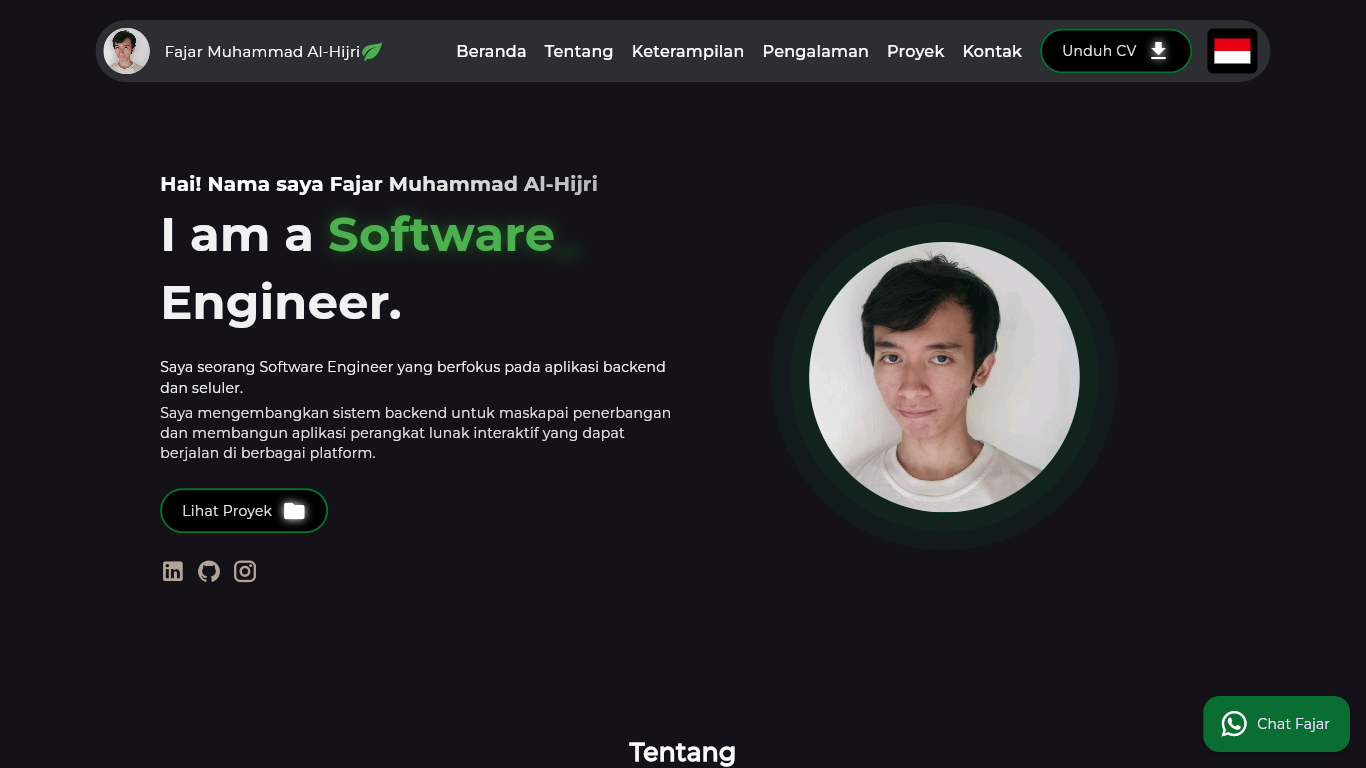 Fajar Muhammad Al-Hijri
Beranda
Tentang
Keterampilan
Pengalaman
Proyek
Kontak
Unduh CV
Hai! Nama saya Fajar Muhammad Al-Hijri
I am a Software_
Engineer.
Saya seorang Software Engineer yang berfokus pada aplikasi backend
dan seluler.
Saya mengembangkan sistem backend untuk maskapai penerbangan
dan membangun aplikasi perangkat lunak interaktif yang dapat
berjalan di berbagai platform.
Lihat Proyek
Chat Fajar
Tentang